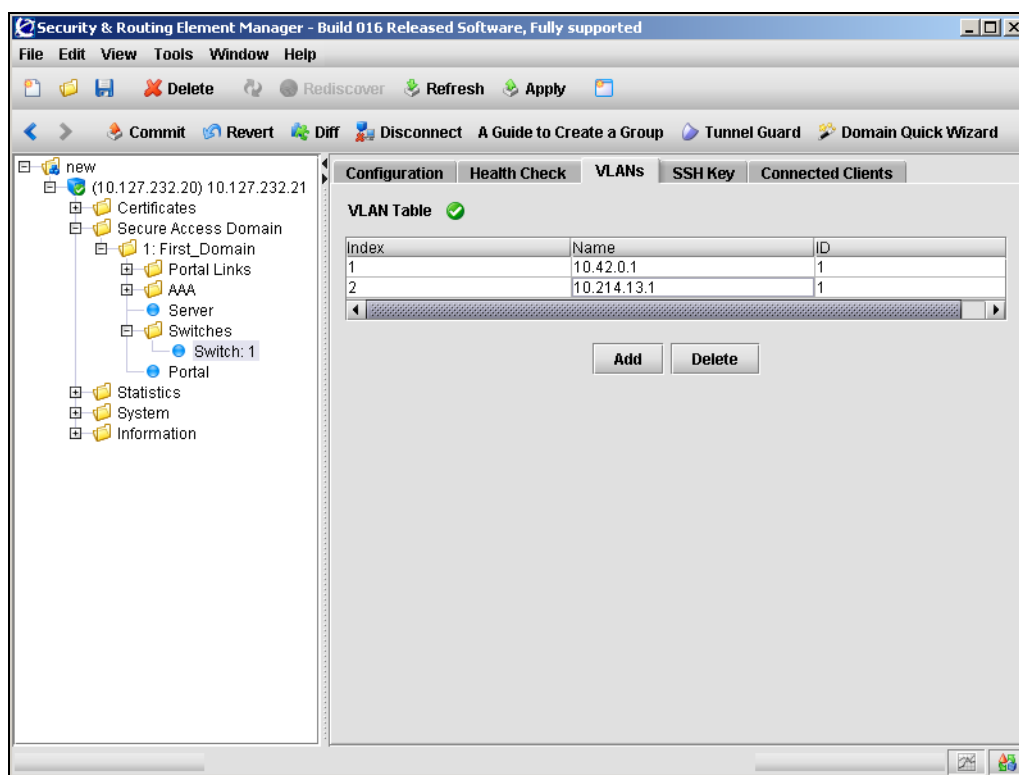 Security & Routing Element Manager - Build 016 Released Software, Fully supported
File Edit View Tools Window Help
Delete Rediscover Refresh Apply
Commit Revert Diff Disconnect A Guide to Create a Group Tunnel Guard Domain Quick Wizard
new
(10.127.232.20) 10.127.232.21
Certificates
Secure Access Domain
1: First_Domain
Portal Links
AAA
Server
Switches
Switch: 1
Portal
Statistics
System
Information
Configuration Health Check VLANs SSH Key Connected Clients
VLAN Table
Index Name ID
1 10.42.0.1 1
2 10.214.13.1 1
Add Delete